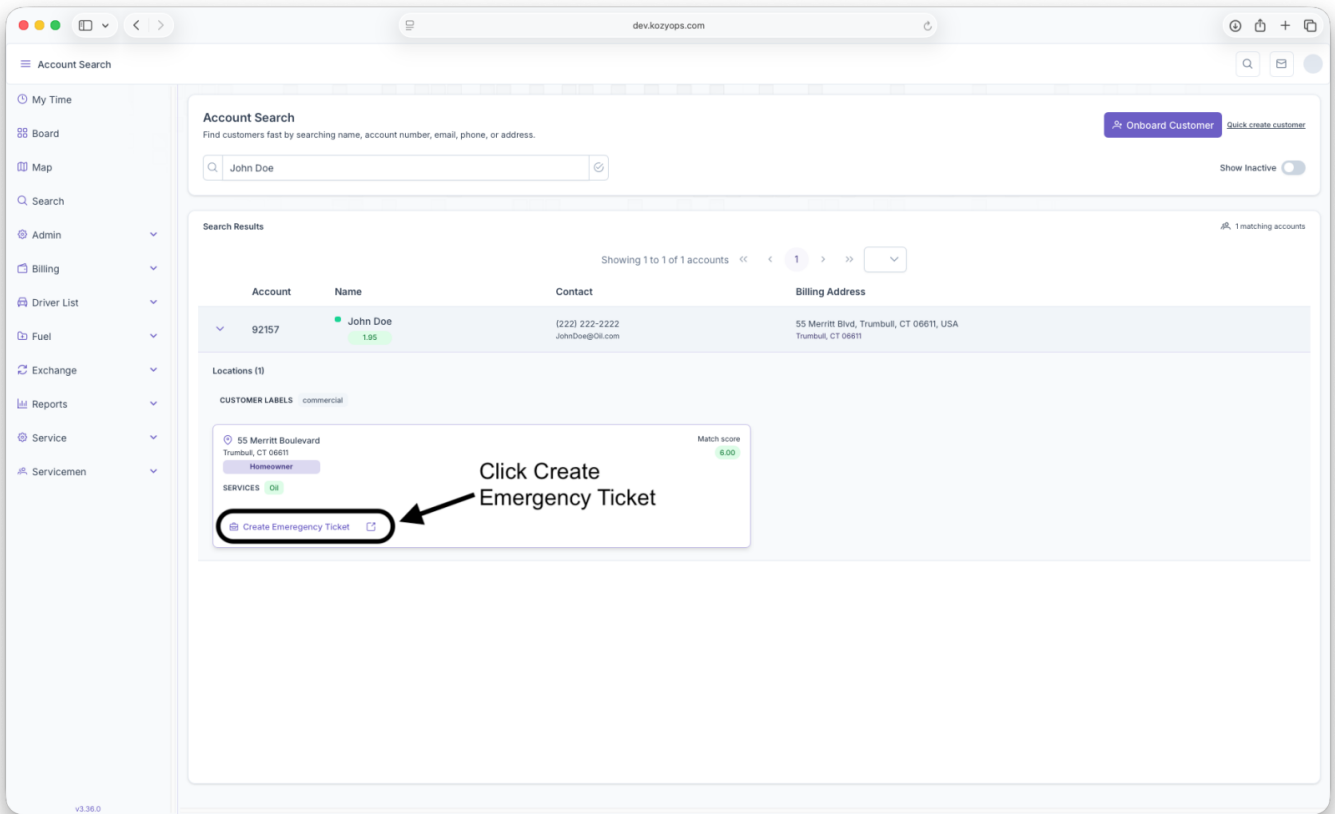 dev.kozyops.com
Account Search
My Time
Board
Map
Search
Admin
Billing
Driver List
Fuel
Exchange
Reports
Service
Servicemen
v3.36.0
Account Search
Find customers fast by searching name, account number, email, phone, or address.
Onboard Customer
Quick create customer
John Doe
Show Inactive
Search Results
1 matching accounts
Showing 1 to 1 of 1 accounts
1
Account Name Contact Billing Address
92157
John Doe
1.95
(222) 222-2222
JohnDoe@Oil.com
55 Merritt Blvd, Trumbull, CT 06611, USA
Trumbull, CT 06611
Locations (1)
CUSTOMER LABELS commercial
55 Merritt Boulevard
Trumbull, CT 06611
Homeowner
SERVICES Oil
Match score
6.00
Create Emeregency Ticket
Click Create
Emergency Ticket